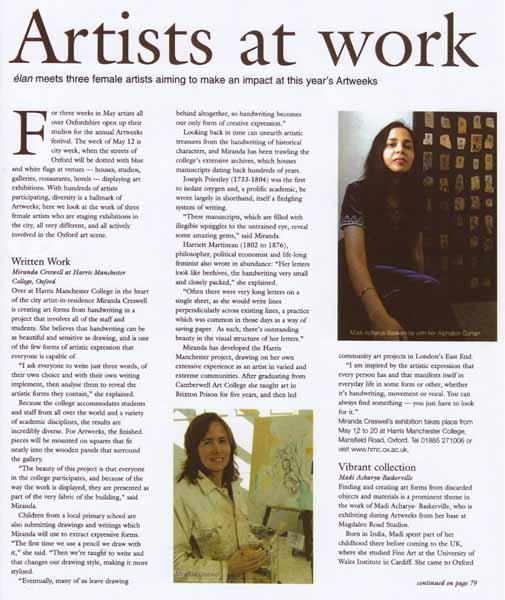 Artists at work
élan meets three female artists aiming to make an impact at this year's Artweeks
For three weeks in May artists all
over Oxfordshire open up their
studios for the annual Artweeks
festival. The week of May 12 is
city week, when the streets of
Oxford will be dotted with blue
and white flags at venues — houses, studios,
galleries, restaurants, hotels — displaying art
exhibitions. With hundreds of artists
participating, diversity is a hallmark of
Artweeks; here we look at the work of three
female artists who are staging exhibitions in
the city, all very different, and all actively
involved in the Oxford art scene.
Written Work
Miranda Creswell at Harris Manchester
College, Oxford
Over at Harris Manchester College in the heart
of the city artist-in-residence Miranda Creswell
is creating art forms from handwriting in a
project that involves all of the staff and
students. She believes that handwriting can be
as beautiful and sensitive as drawing, and is one
of the few forms of artistic expression that
everyone is capable of.
"I ask everyone to write just three words, of
their own choice and with their own writing
implement, then analyse them to reveal the
artistic forms they contain," she explained.
Because the college accommodates students
and staff from all over the world and a variety
of academic disciplines, the results are
incredibly diverse. For Artweeks, the finished
pieces will be mounted on squares that fit
neatly into the wooden panels that surround
the gallery.
"The beauty of this project is that everyone
in the college participates, and because of the
way the work is displayed, they are presented as
part of the very fabric of the building," said
Miranda.
Children from a local primary school are
also submitting drawings and writings which
Miranda will use to extract expressive forms.
"The first time we use a pencil we draw with
it," she said. "Then we're taught to write and
that changes our drawing style, making it more
stylised.
"Eventually, many of us leave drawing
behind altogether, so handwriting becomes
our only form of creative expression."
Looking back in time can unearth artistic
treasures from the handwriting of historical
characters, and Miranda has been trawling the
college's extensive archives, which houses
manuscripts dating back hundreds of years.
Joseph Priestley (1733-1804) was the first
to isolate oxygen and, a prolific academic, he
wrote largely in shorthand, itself a fledgling
system of writing.
"These manuscripts, which are filled with
illegible squiggles to the untrained eye, reveal
some amazing gems," said Miranda.
Harriett Martineau (1802 to 1876),
philosopher, political economist and life-long
feminist also wrote in abundance: "Her letters
look like beehives, the handwriting very small
and closely packed," she explained.
"Often there were very long letters on a
single sheet, as she would write lines
perpendicularly across existing lines, a practice
which was common in those days as a way of
saving paper. As such, there's outstanding
beauty in the visual structure of her letters."
Miranda has developed the Harris
Manchester project, drawing on her own
extensive experience as an artist in varied and
extreme communities. After graduating from
Camberwell Art College she taught art in
Brixton Prison for five years, and then led
Miranda Creswell
Madi Acharya-Baskerville with her Alphabet Curtain
community art projects in London's East End.
"I am inspired by the artistic expression that
every person has and that manifests itself in
everyday life in some form or other, whether
it's handwriting, movement or vocal. You can
always find something — you just have to look
for it."
Miranda Creswell's exhibition takes place from
May 12 to 20 at Harris Manchester College,
Mansfield Road, Oxford. Tel 01865 271006 or
visit www.hmc.ox.ac.uk.
Vibrant collection
Madi Acharya-Baskerville
Finding and creating art forms from discarded
objects and materials is a prominent theme in
the work of Madi Acharya- Baskerville, who is
exhibiting during Artweeks from her base at
Magdalen Road Studios.
Born in India, Madi spent part of her
childhood there before coming to the UK,
where she studied Fine Art at the University of
Wales Institute in Cardiff. She came to Oxford
continued on page 79